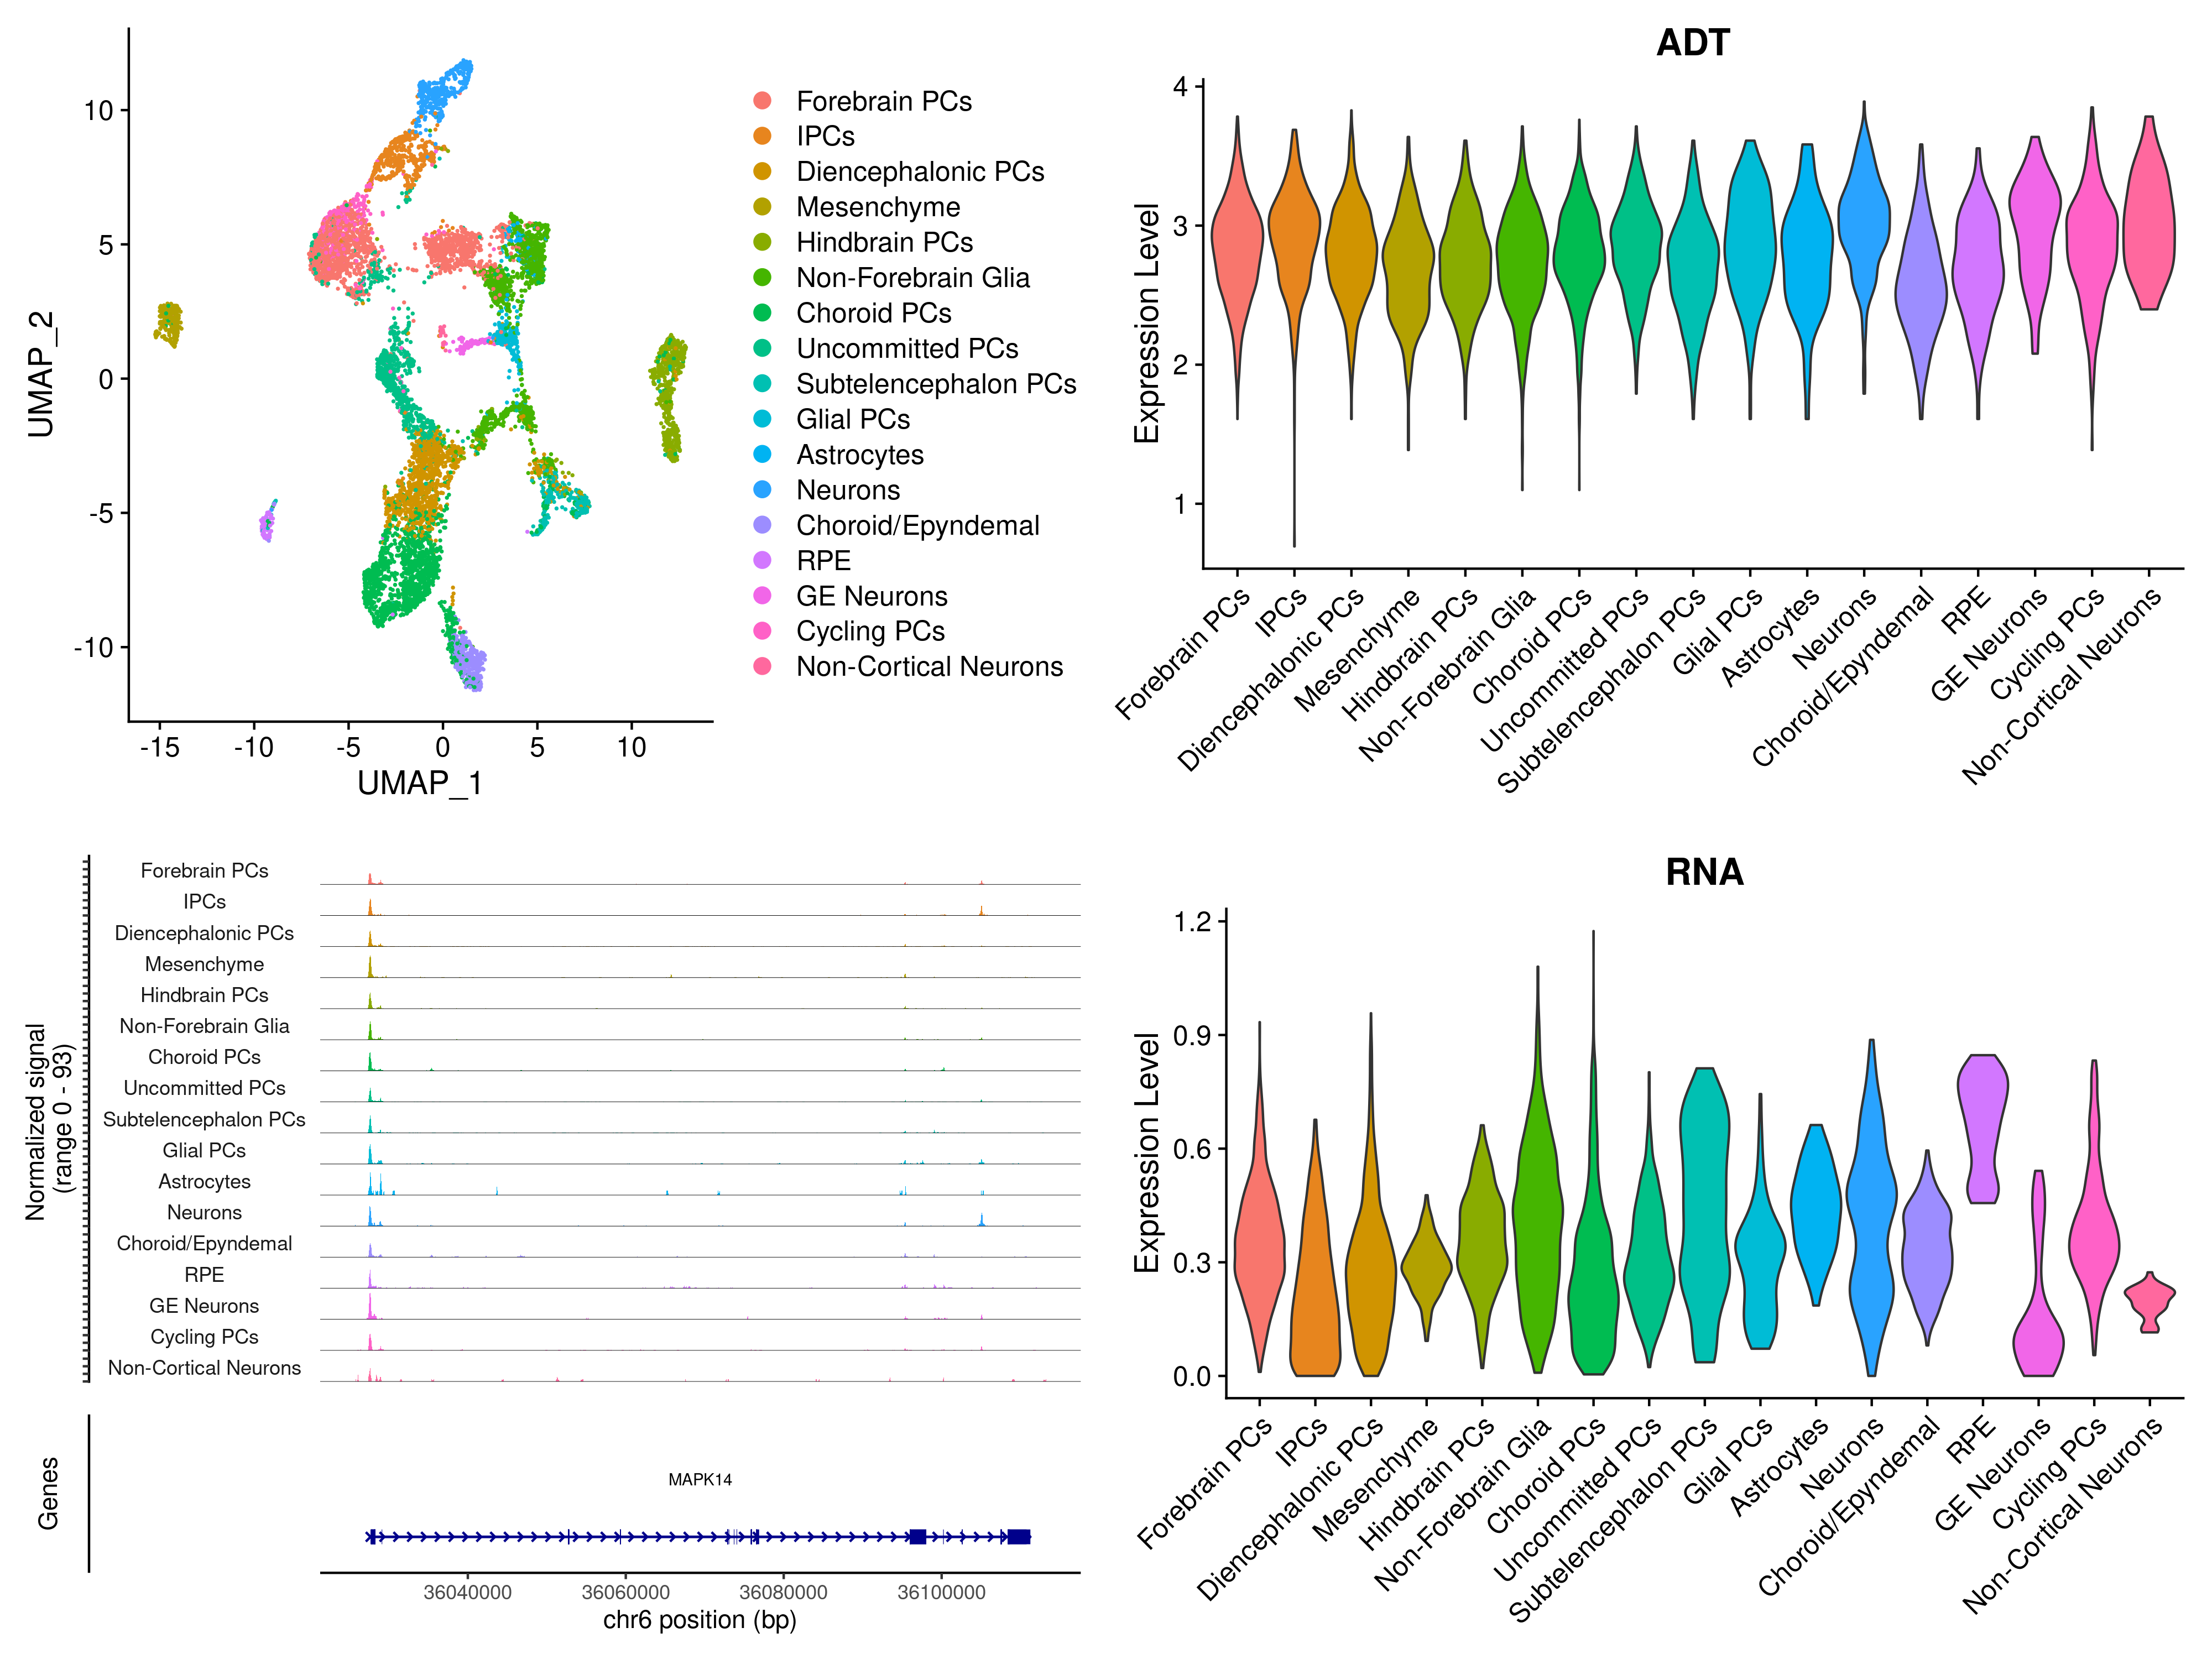 10
5
0
-5
-10
UMAP_2
-15
-10
-5
0
5
10
UMAP_1
Forebrain PCs
IPCs
Diencephalonic PCs
Mesenchyme
Hindbrain PCs
Non-Forebrain Glia
Choroid PCs
Uncommitted PCs
Subtelencephalon PCs
Glial PCs
Astrocytes
Neurons
Choroid/Epyndemal
RPE
GE Neurons
Cycling PCs
Non-Cortical Neurons
ADT
Expression Level
4
3
2
1
Forebrain PCs
IPCs
Diencephalonic PCs
Mesenchyme
Hindbrain PCs
Non-Forebrain Glia
Choroid PCs
Uncommitted PCs
Subtelencephalon PCs
Glial PCs
Astrocytes
Neurons
Choroid/Epyndemal
RPE
GE Neurons
Cycling PCs
Non-Cortical Neurons
Normalized signal
(range 0 - 93)
Forebrain PCs
IPCs
Diencephalonic PCs
Mesenchyme
Hindbrain PCs
Non-Forebrain Glia
Choroid PCs
Uncommitted PCs
Subtelencephalon PCs
Glial PCs
Astrocytes
Neurons
Choroid/Epyndemal
RPE
GE Neurons
Cycling PCs
Non-Cortical Neurons
Genes
MAPK14
36040000
36060000
36080000
36100000
chr6 position (bp)
RNA
Expression Level
1.2
0.9
0.6
0.3
0.0
Forebrain PCs
IPCs
Diencephalonic PCs
Mesenchyme
Hindbrain PCs
Non-Forebrain Glia
Choroid PCs
Uncommitted PCs
Subtelencephalon PCs
Glial PCs
Astrocytes
Neurons
Choroid/Epyndemal
RPE
GE Neurons
Cycling PCs
Non-Cortical Neurons